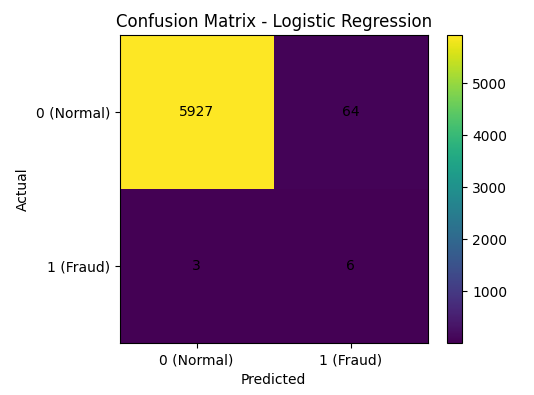 Confusion Matrix - Logistic Regression
0 (Normal)
5927
64
Actual
1 (Fraud)
3
6
0 (Normal)
1 (Fraud)
Predicted
5000
4000
3000
2000
1000